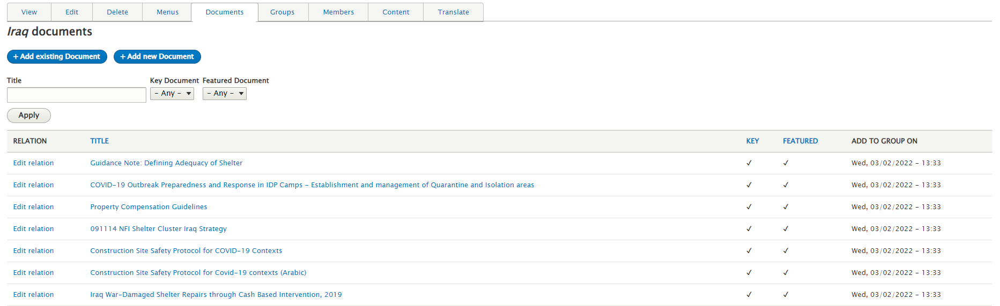 View Edit Delete Menus Documents Groups Members Content Translate
Iraq documents
+ Add existing Document + Add new Document
Title Key Document Featured Document
- Any - - Any -
Apply
RELATION TITLE KEY FEATURED ADD TO GROUP ON
Edit relation Guidance Note: Defining Adequacy of Shelter ✓ ✓ Wed, 03/02/2022 - 13:33
Edit relation COVID-19 Outbreak Preparedness and Response in IDP Camps - Establishment and management of Quarantine and Isolation areas ✓ ✓ Wed, 03/02/2022 - 13:33
Edit relation Property Compensation Guidelines ✓ ✓ Wed, 03/02/2022 - 13:33
Edit relation 091114 NFI Shelter Cluster Iraq Strategy ✓ ✓ Wed, 03/02/2022 - 13:33
Edit relation Construction Site Safety Protocol for COVID-19 Contexts ✓ ✓ Wed, 03/02/2022 - 13:33
Edit relation Construction Site Safety Protocol for Covid-19 contexts (Arabic) ✓ ✓ Wed, 03/02/2022 - 13:33
Edit relation Iraq War-Damaged Shelter Repairs through Cash Based Intervention, 2019 ✓ ✓ Wed, 03/02/2022 - 13:33